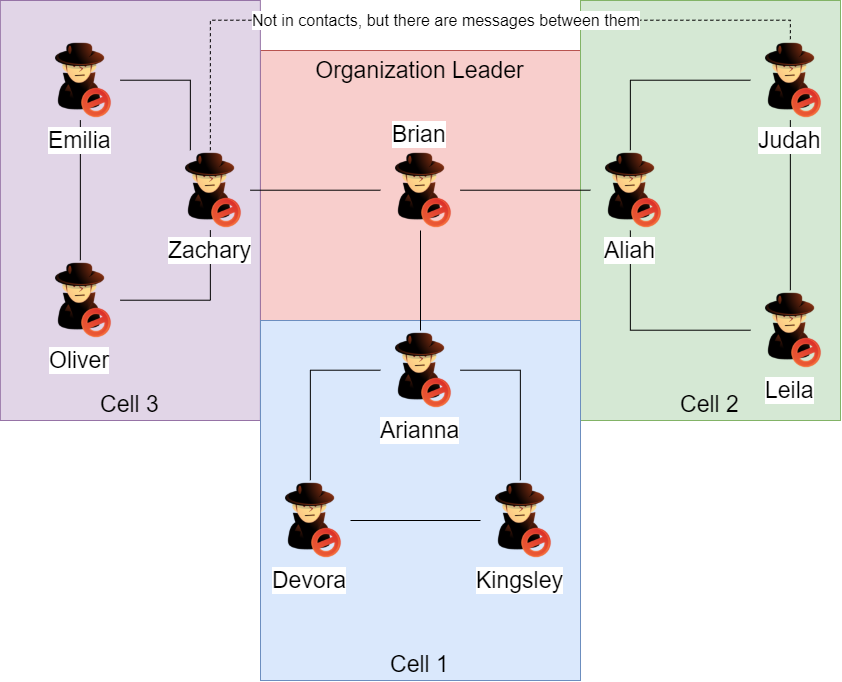 Not in contacts, but there are messages between them
Organization Leader
Emilia
Brian
Judah
Zachary
Aliah
Oliver
Leila
Cell 3
Cell 2
Arianna
Devora
Kingsley
Cell 1